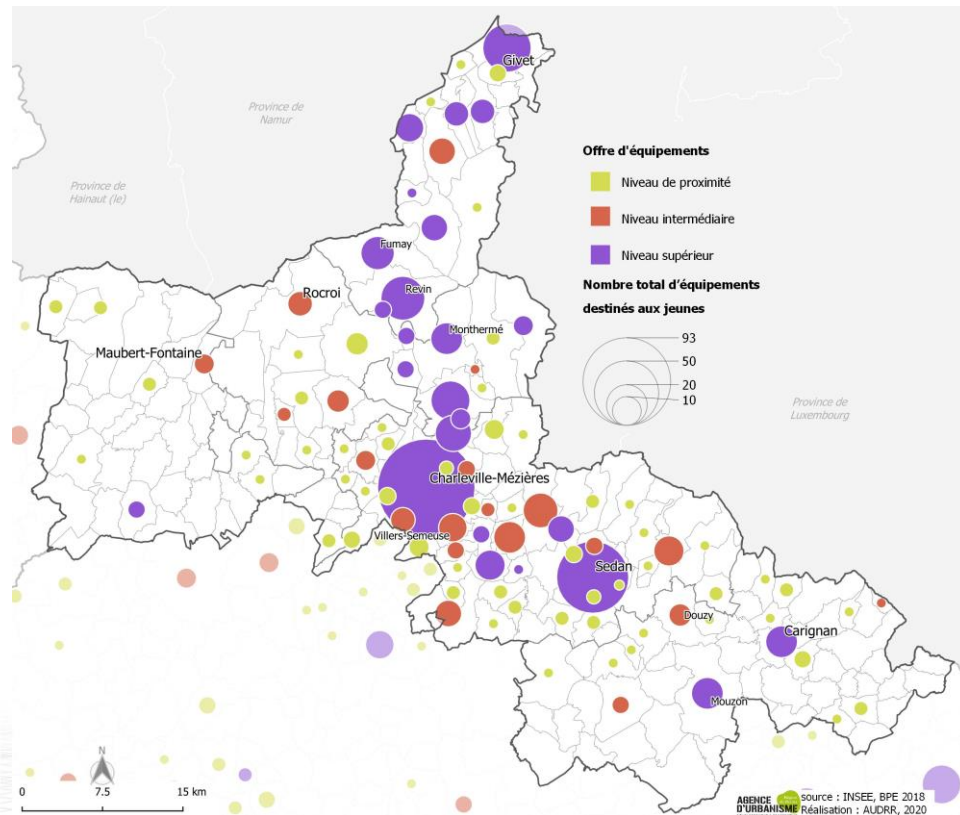 Givet
Province de
Namur
Offre d'équipements
Niveau de proximité
Province de
Hainaut (le)
Niveau intermédiaire
Fumay
Niveau supérieur
Rocroi
Revin
Nombre total d'équipements
destinés aux jeunes
Monthermé
93
Maubert-Fontaine
50
20
10
Province de
Luxembourg
Charleville-Mézières
Villers-Semeuse
Sedan
Douzy
Carignan
Mouzon
N
0
7.5
15 km
AGENCE
D'URBANISME
source : INSEE, BPE 2018
Réalisation : AUDRR, 2020